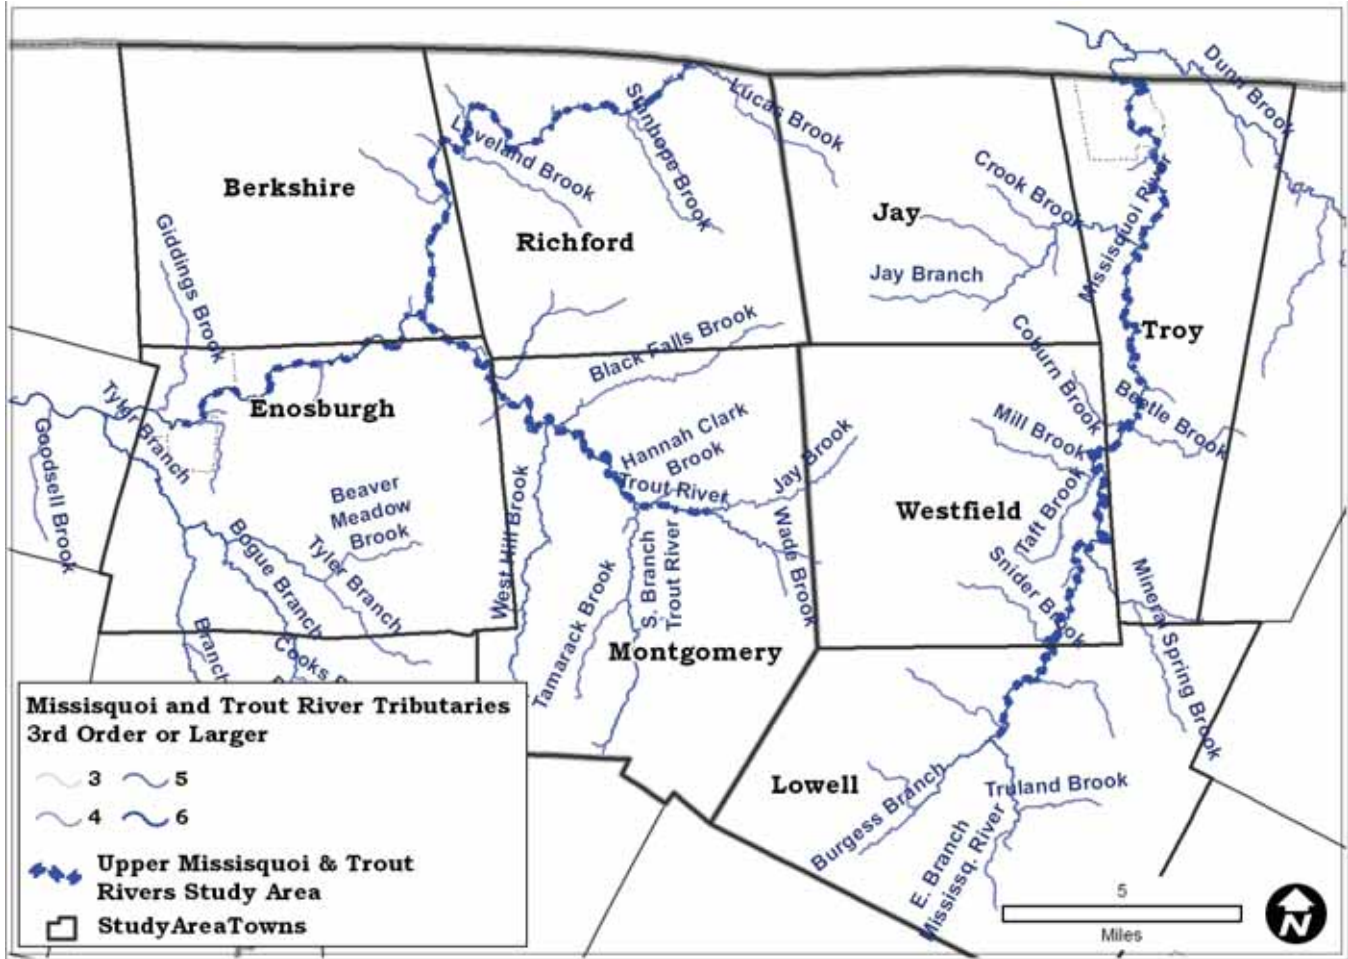 Dunn Brook
Lucas Brook
Stanhope Brook
Loveland Brook
Crook Brook
Missisquoi River
Berkshire
Richford
Jay
Jay Branch
Giddings Brook
Black Falls Brook
Coburn Brook
Troy
Beetle Brook
Tyler Branch
Enosburgh
Goodsell Brook
Hannah Clark
Brook
Trout River
Jay Brook
Mill Brook
Westfield
Taft Brook
Beaver
Meadow
Brook
Bogue Branch
Tyler Branch
West Hill Brook
S. Branch
Trout River
Wade Brook
Snider Brook
Mineral Spring Brook
Tamarack Brook
Montgomery
Branch
Cooks
Lowell
Burgess Branch
Truland Brook
E. Branch
Mississq. River
Missisquoi and Trout River Tributaries
3rd Order or Larger
3
5
4
6
Upper Missisquoi & Trout
Rivers Study Area
StudyAreaTowns
5
Miles
N